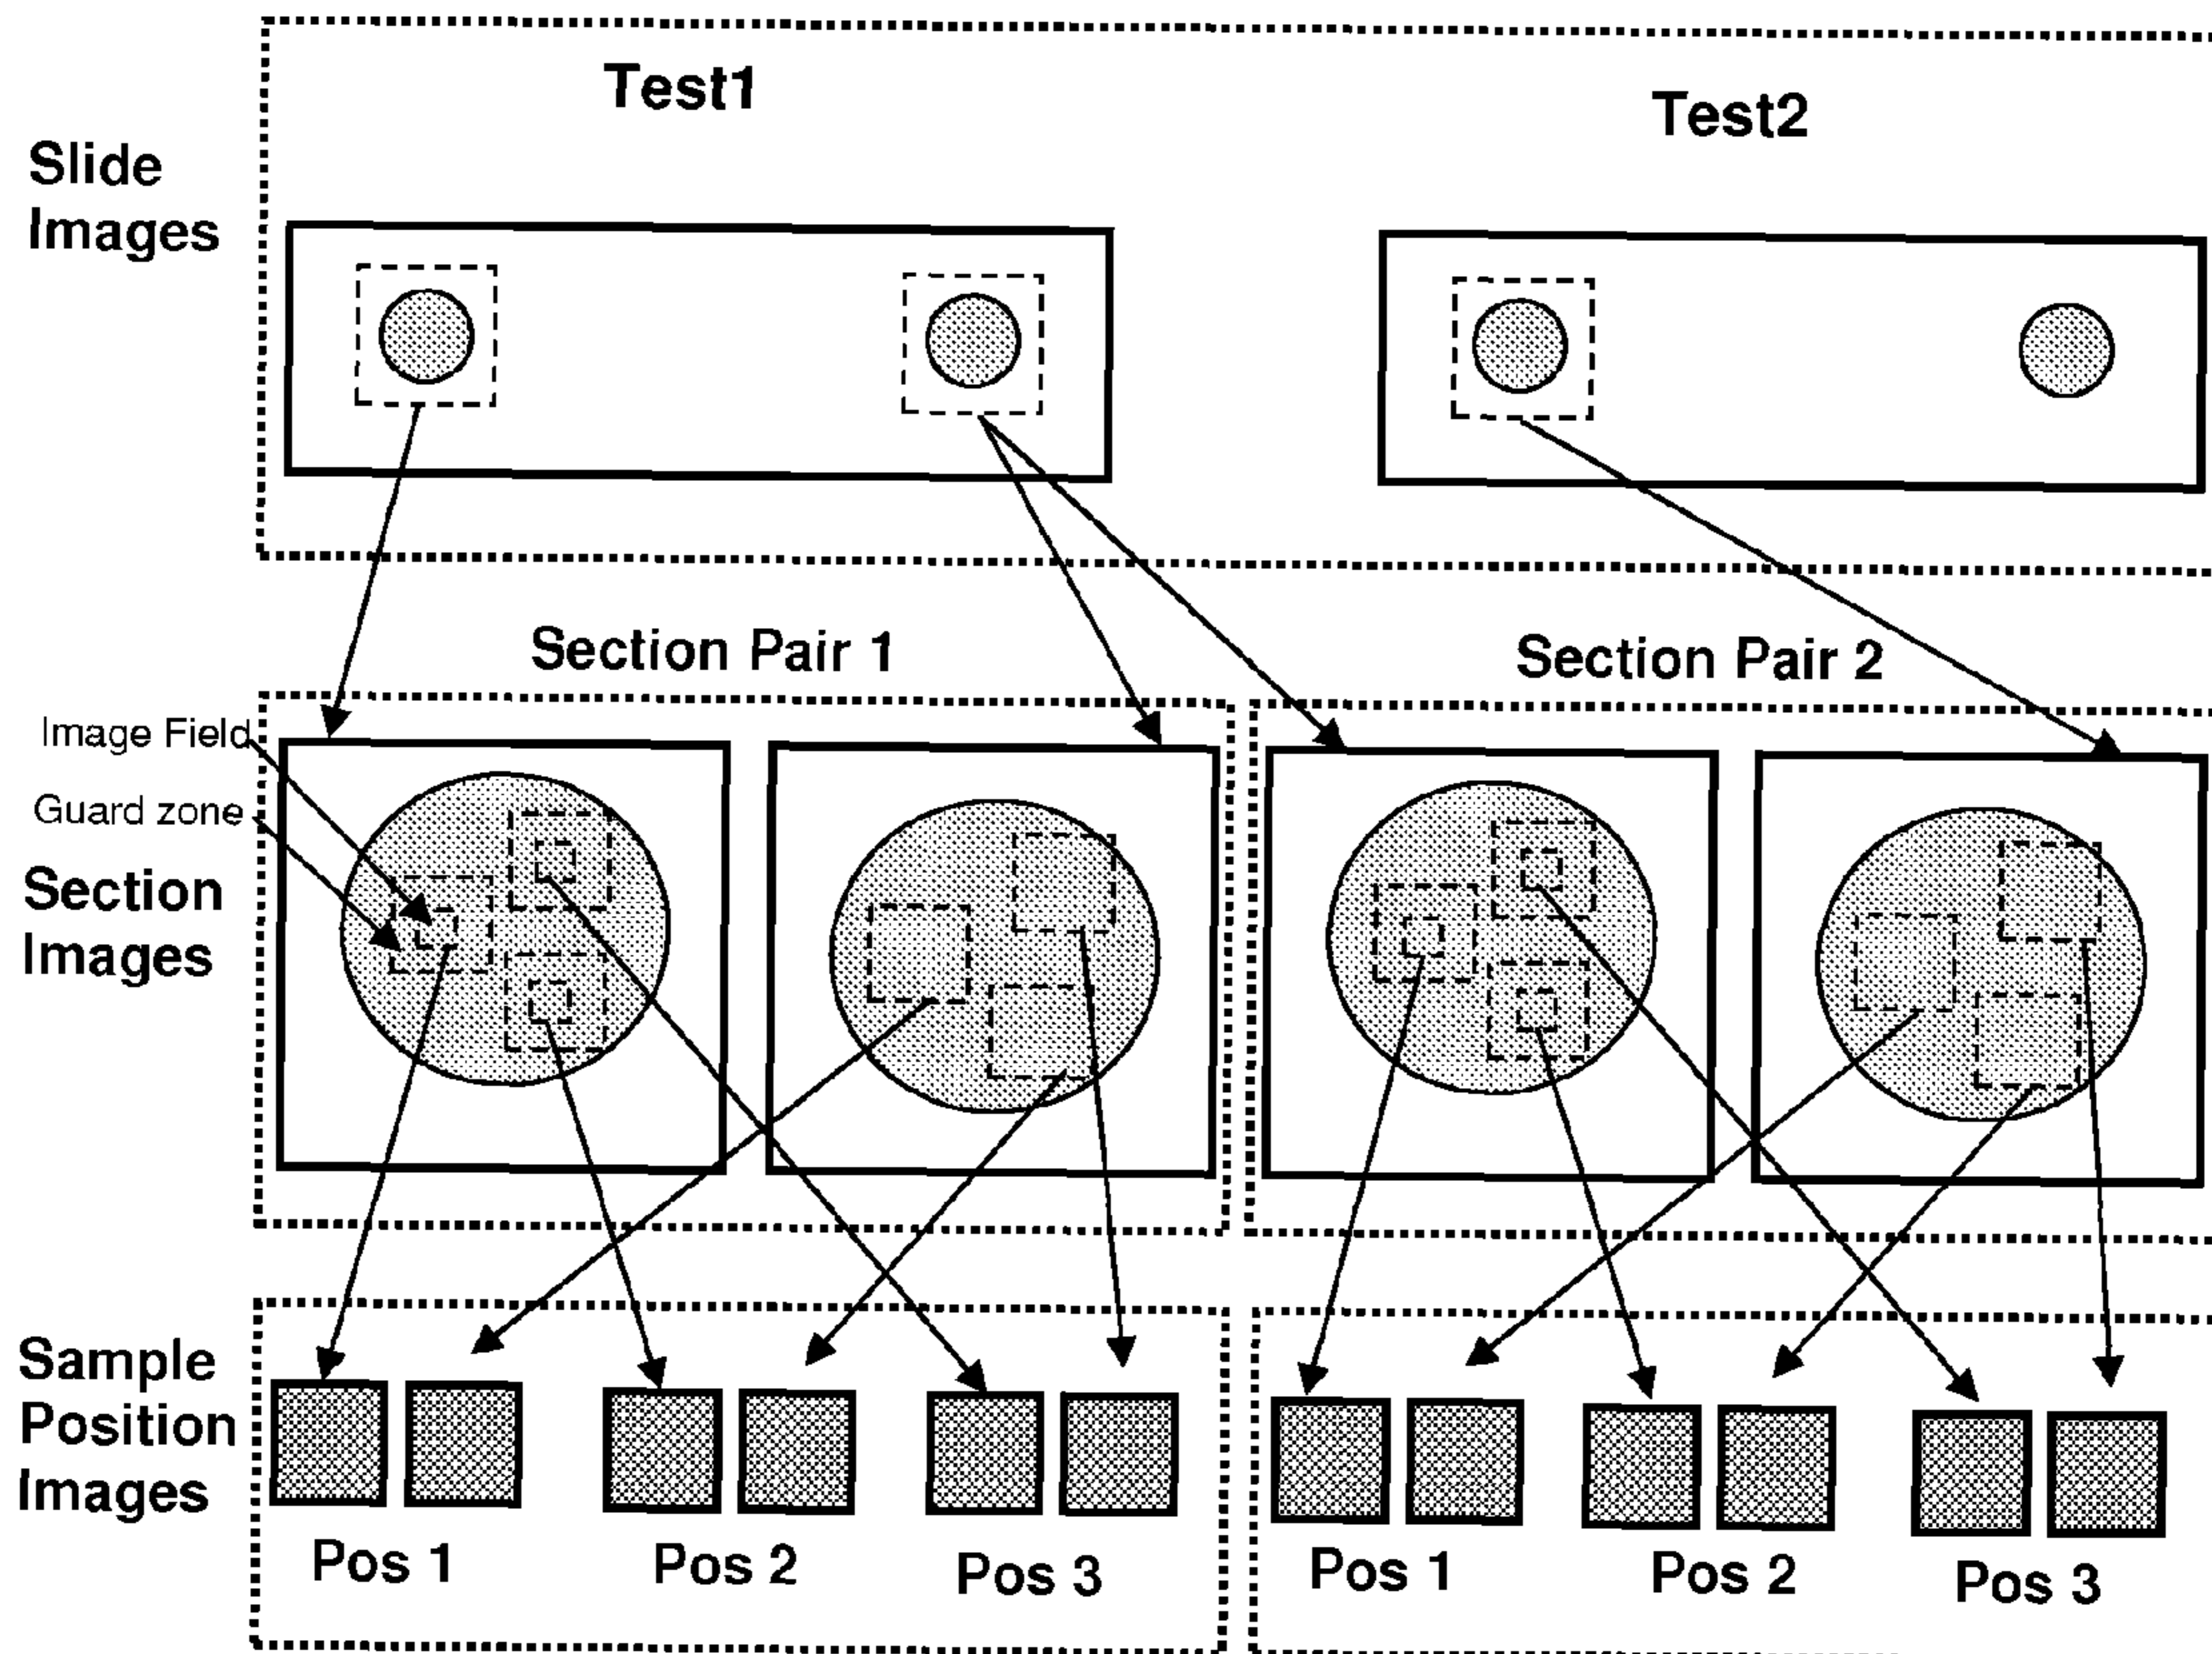 Test1
Test2
Slide
Images
Section Pair 1
Section Pair 2
Image Field
Guard zone
Section
Images
Sample
Position
Images
Pos 1
Pos 2
Pos 3
Pos 1
Pos 2
Pos 3